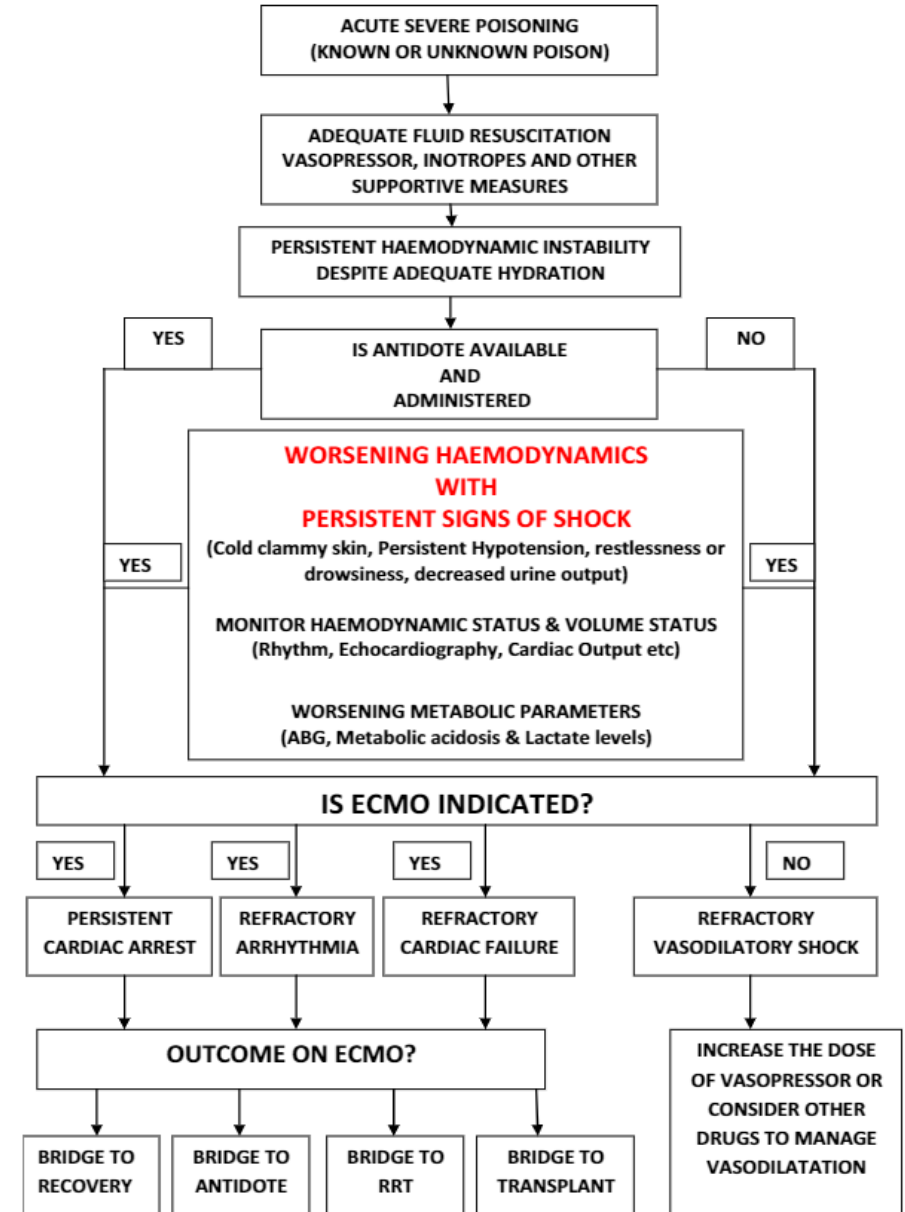 ACUTE SEVERE POISONING
(KNOWN OR UNKNOWN POISON)
ADEQUATE FLUID RESUSCITATION
VASOPRESSOR, INOTROPES AND OTHER
SUPPORTIVE MEASURES
PERSISTENT HAEMODYNAMIC INSTABILITY
DESPITE ADEQUATE HYDRATION
YES
IS ANTIDOTE AVAILABLE
AND
ADMINISTERED
NO
WORSENING HAEMODYNAMICS
WITH
PERSISTENT SIGNS OF SHOCK
(Cold clammy skin, Persistent Hypotension, restlessness or
drowsiness, decreased urine output)
YES
YES
MONITOR HAEMODYNAMIC STATUS & VOLUME STATUS
(Rhythm, Echocardiography, Cardiac Output etc)
WORSENING METABOLIC PARAMETERS
(ABG, Metabolic acidosis & Lactate levels)
IS ECMO INDICATED?
YES
YES
YES
NO
PERSISTENT
CARDIAC ARREST
REFRACTORY
ARRHYTHMIA
REFRACTORY
CARDIAC FAILURE
REFRACTORY
VASODILATORY SHOCK
OUTCOME ON ECMO?
INCREASE THE DOSE
OF VASOPRESSOR OR
CONSIDER OTHER
DRUGS TO MANAGE
VASODILATATION
BRIDGE TO
RECOVERY
BRIDGE TO
ANTIDOTE
BRIDGE TO
RRT
BRIDGE TO
TRANSPLANT